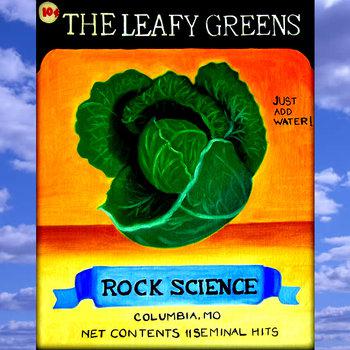 10¢
THE LEAFY GREENS
JUST
ADD
WATER!
ROCK SCIENCE
COLUMBIA, MO
NET CONTENTS 11 SEMINAL HITS